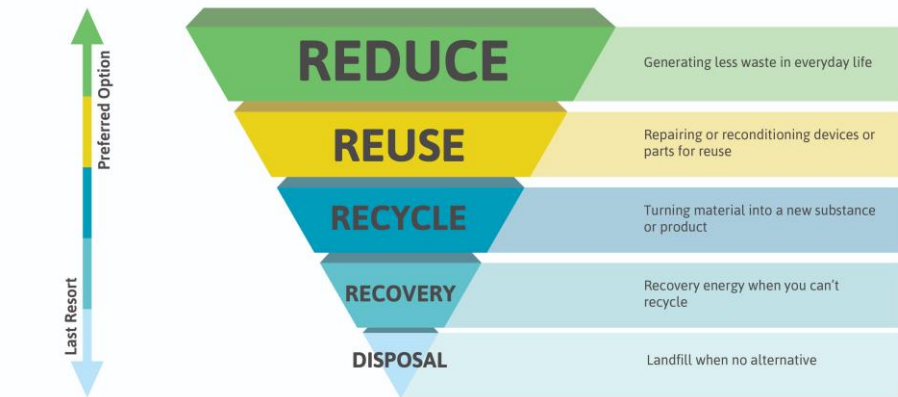 Preferred Option
Last Resort
REDUCE
Generating less waste in everyday life
REUSE
Repairing or reconditioning devices or
parts for reuse
RECYCLE
Turning material into a new substance
or product
RECOVERY
Recovery energy when you can't
recycle
DISPOSAL
Landfill when no alternative